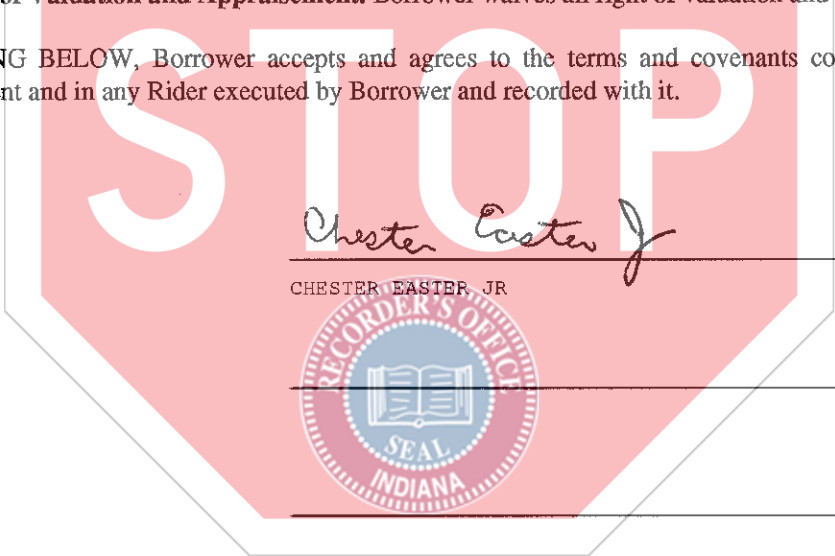 of Valuation and Appraisement. Borrower waives all right of valuation and
NG BELOW, Borrower accepts and agrees to the terms and covenants co
nt and in any Rider executed by Borrower and recorded with it.
STOP
Chester Easter Jr
CHESTER EASTER JR
RECORDER'S OFFICE
SEAL
INDIANA